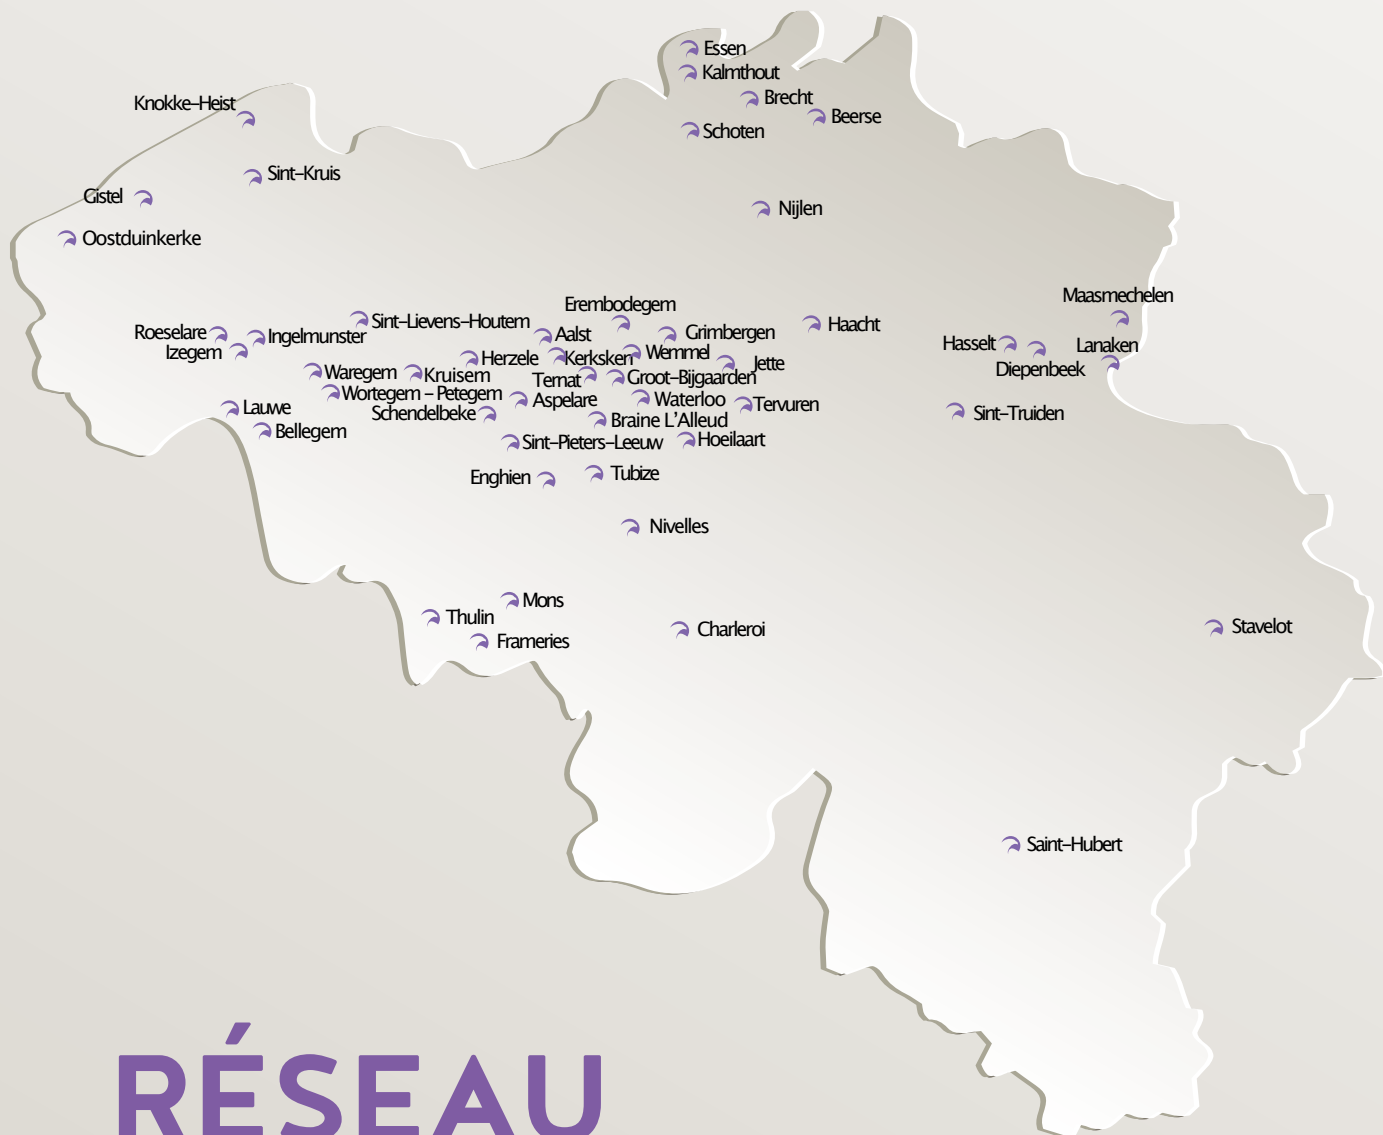 Essen
Kalmthout
Knokke-Heist
Brecht
Beerse
Schoten
Sint-Kruis
Gistel
Nijlen
Oostduinkerke
Maasmechelen
Erembodegem
Sint-Lievens-Houtem
Haacht
Roeselare
Ingelmunster
Aalst
Grimbergen
Hasselt
Lanaken
Izegem
Herzele
Kerksken
Wemmel
Jette
Diepenbeek
Waregem
Kruisem
Ternat
Groot-Bijgaarden
Wortegem - Petegem
Aspelare
Waterloo
Tervuren
Lauwe
Schendelbeke
Braine L'Alleud
Sint-Truiden
Bellegem
Sint-Pieters-Leeuw
Hoeilaart
Enghien
Tubize
Nivelles
Mons
Thulin
Charleroi
Stavelot
Frameries
Saint-Hubert
RÉSEAU